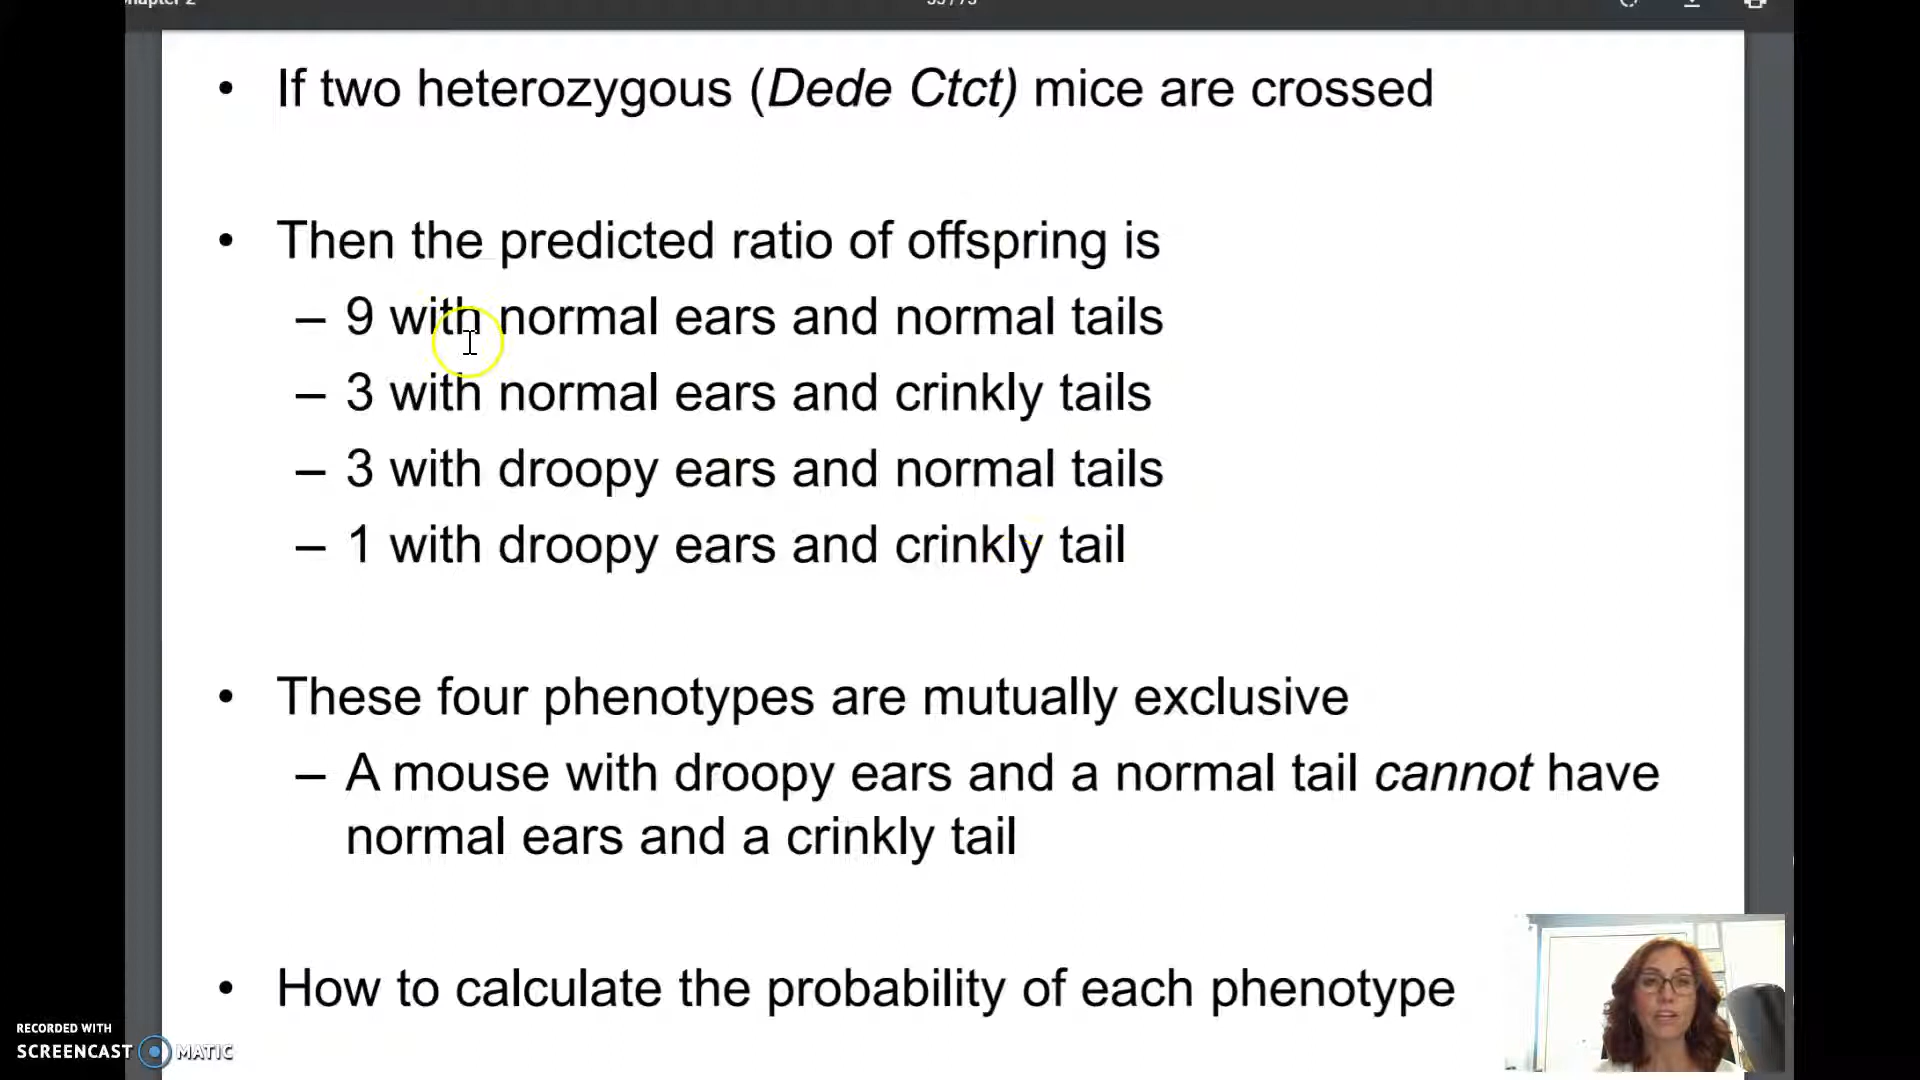 • If two heterozygous (Dede Ctct) mice are crossed
• Then the predicted ratio of offspring is
– 9 with normal ears and normal tails
– 3 with normal ears and crinkly tails
– 3 with droopy ears and normal tails
– 1 with droopy ears and crinkly tail
• These four phenotypes are mutually exclusive
– A mouse with droopy ears and a normal tail cannot have
normal ears and a crinkly tail
• How to calculate the probability of each phenotype
RECORDED WITH
SCREENCAST MATIC